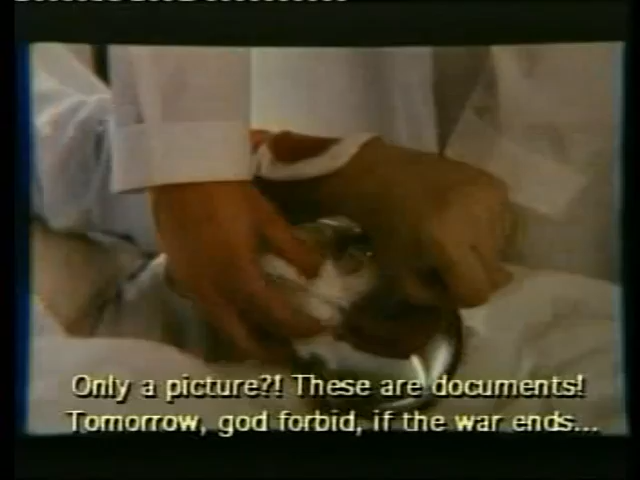 Only a picture?! These are documents!
Tomorrow, god forbid, if the war ends...